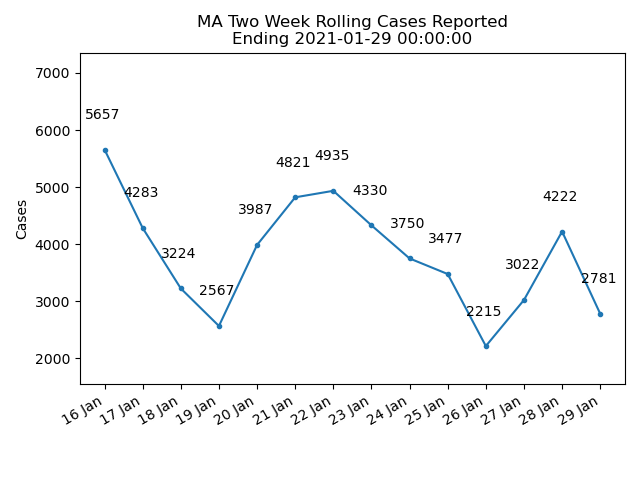 MA Two Week Rolling Cases Reported
Ending 2021-01-29 00:00:00
Cases
7000
6000
5000
4000
3000
2000
5657
4283
3224
2567
3987
4821
4935
4330
3750
3477
2215
3022
4222
2781
16 Jan
17 Jan
18 Jan
19 Jan
20 Jan
21 Jan
22 Jan
23 Jan
24 Jan
25 Jan
26 Jan
27 Jan
28 Jan
29 Jan